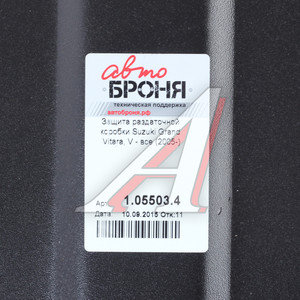 авто
БРОНЯ
техническая поддержка
автоброня.рф
Защита раздаточной
коробки Suzuki Grand
Vitara, V - все (2005-)
Арт. 1.05503.4
Дата: 10.09.2015 Отк:11